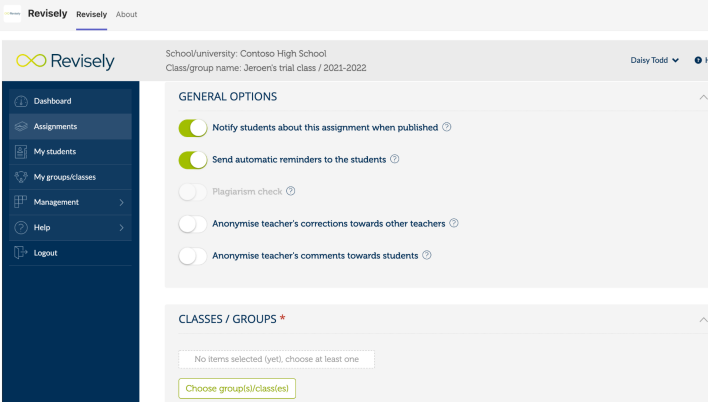 Revisely Revisely About
Revisely
School/university: Contoso High School
Class/group name: Jeroen's trial class / 2021-2022
Daisy Todd
Dashboard
Assignments
My students
My groups/classes
Management
Help
Logout
GENERAL OPTIONS
Notify students about this assignment when published
Send automatic reminders to the students
Plagiarism check
Anonymise teacher's corrections towards other teachers
Anonymise teacher's comments towards students
CLASSES / GROUPS *
No items selected (yet), choose at least one
Choose group(s)/class(es)